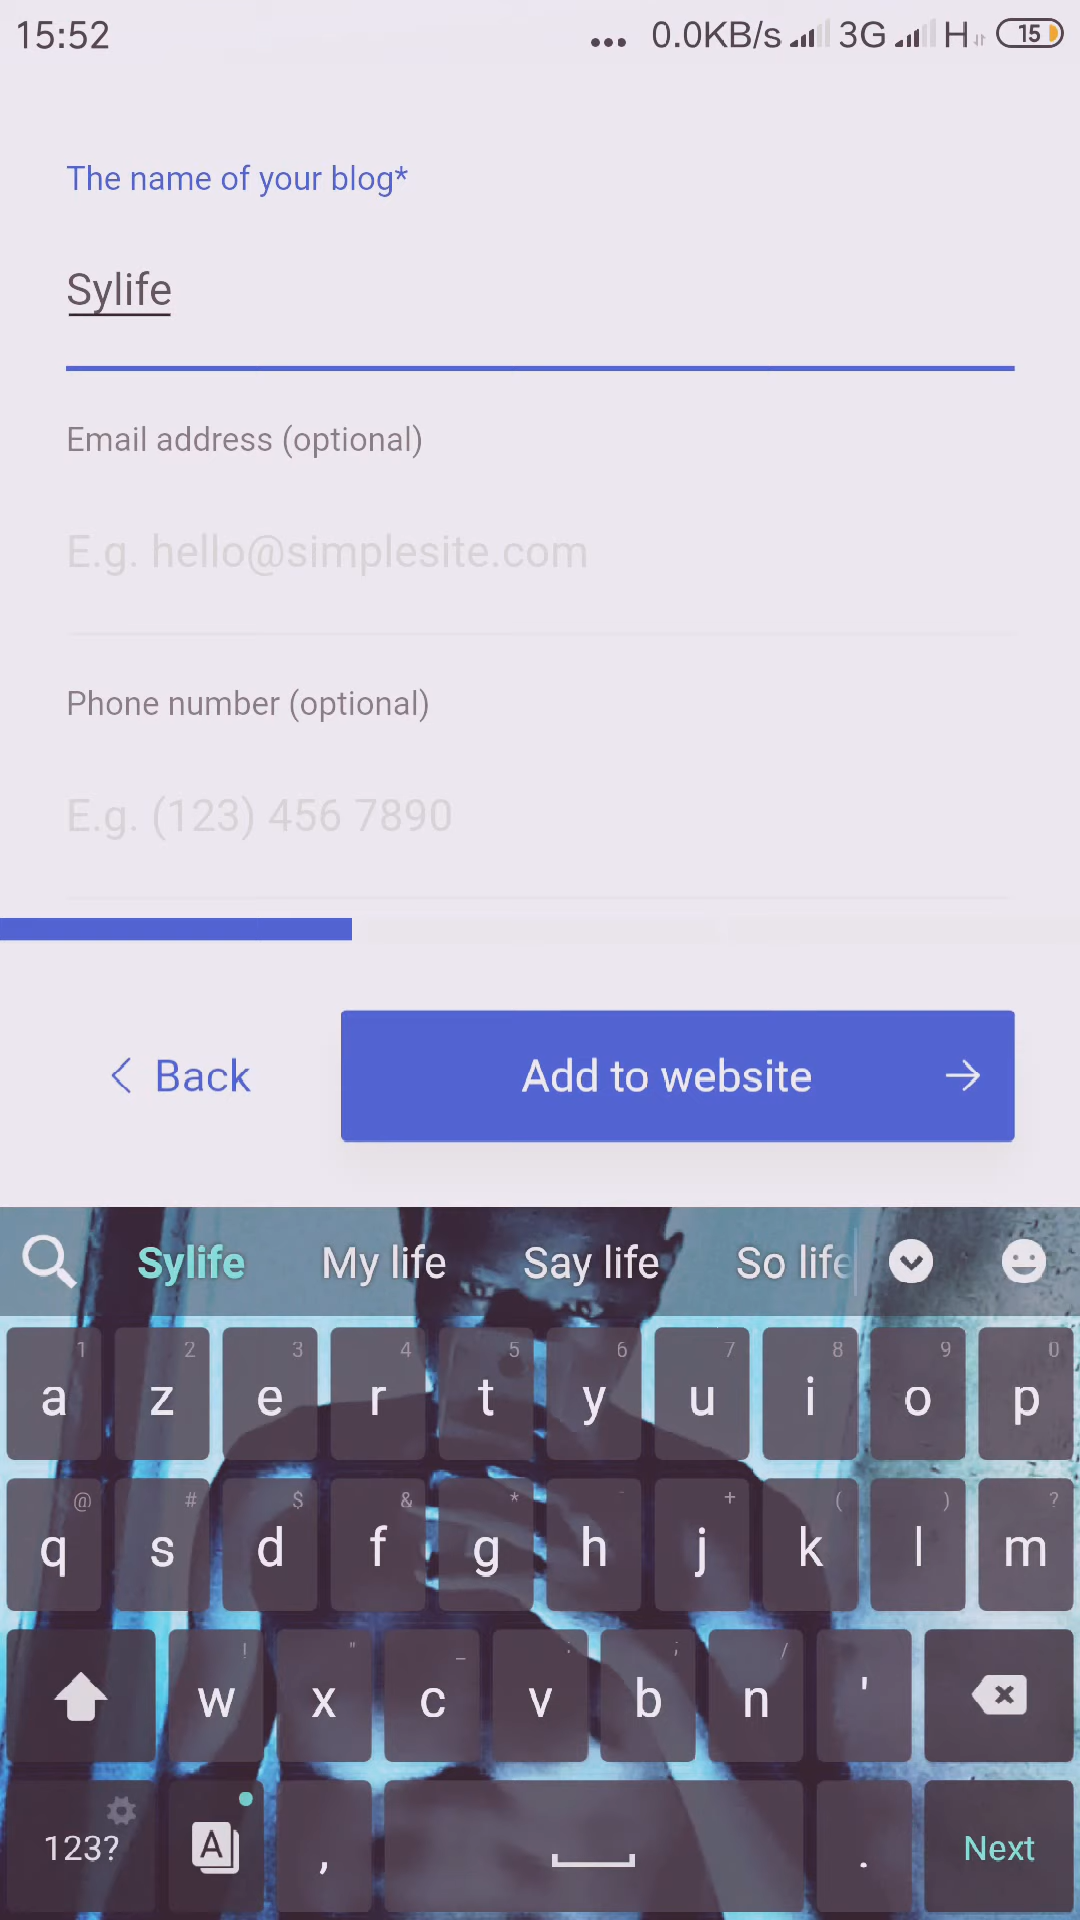 15:52 ... 0.0KB/s 3G H 15
The name of your blog*
Sylife
Email address (optional)
E.g. hello@simplesite.com
Phone number (optional)
E.g. (123) 456 7890
Back Add to website
Sylife My life Say life So life
1 2 3 4 5 6 7 8 9 0
a z e r t y u i o p
@ # $ & * - + ( ) ?
q s d f g h j k l m
! " _ : ; /
w x c v b n '
123? A , . Next